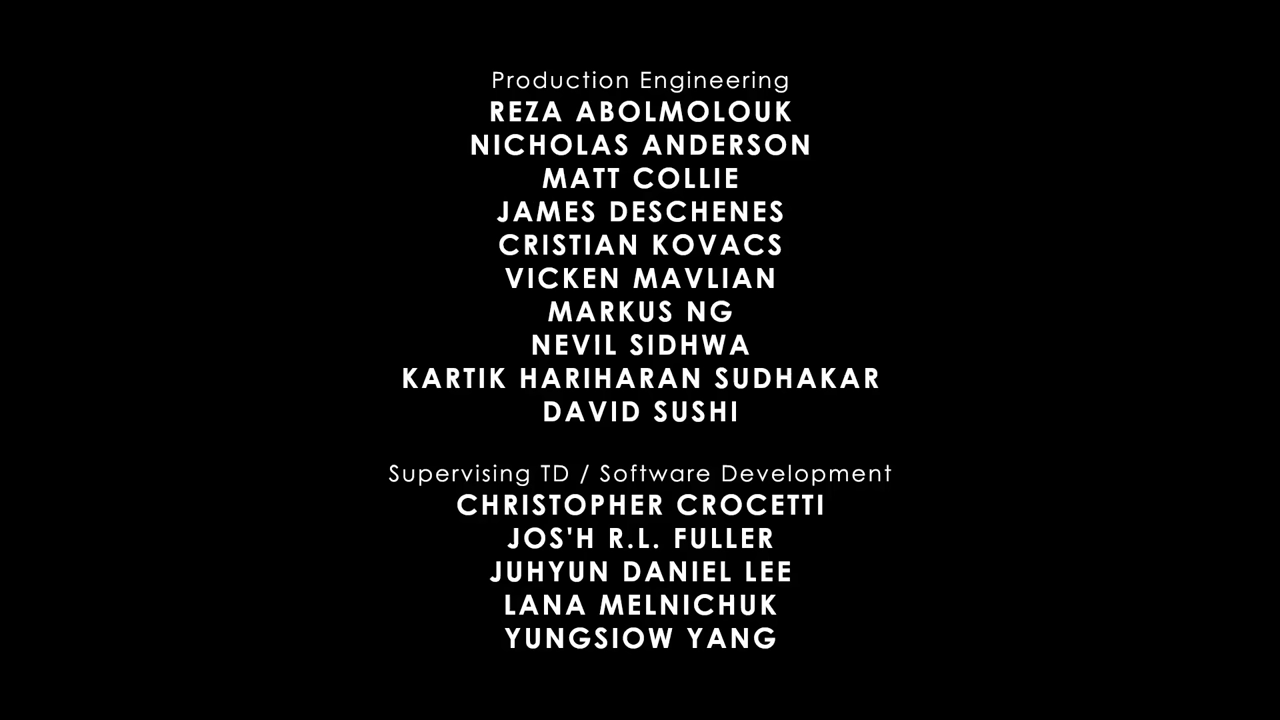 Production Engineering
REZA ABOLMOLOUK
NICHOLAS ANDERSON
MATT COLLIE
JAMES DESCHENES
CRISTIAN KOVACS
VICKEN MAVLIAN
MARKUS NG
NEVIL SIDHWA
KARTIK HARIHARAN SUDHAKAR
DAVID SUSHI
Supervising TD / Software Development
CHRISTOPHER CROCETTI
JOS'H R.L. FULLER
JUHYUN DANIEL LEE
LANA MELNICHUK
YUNGSIOW YANG